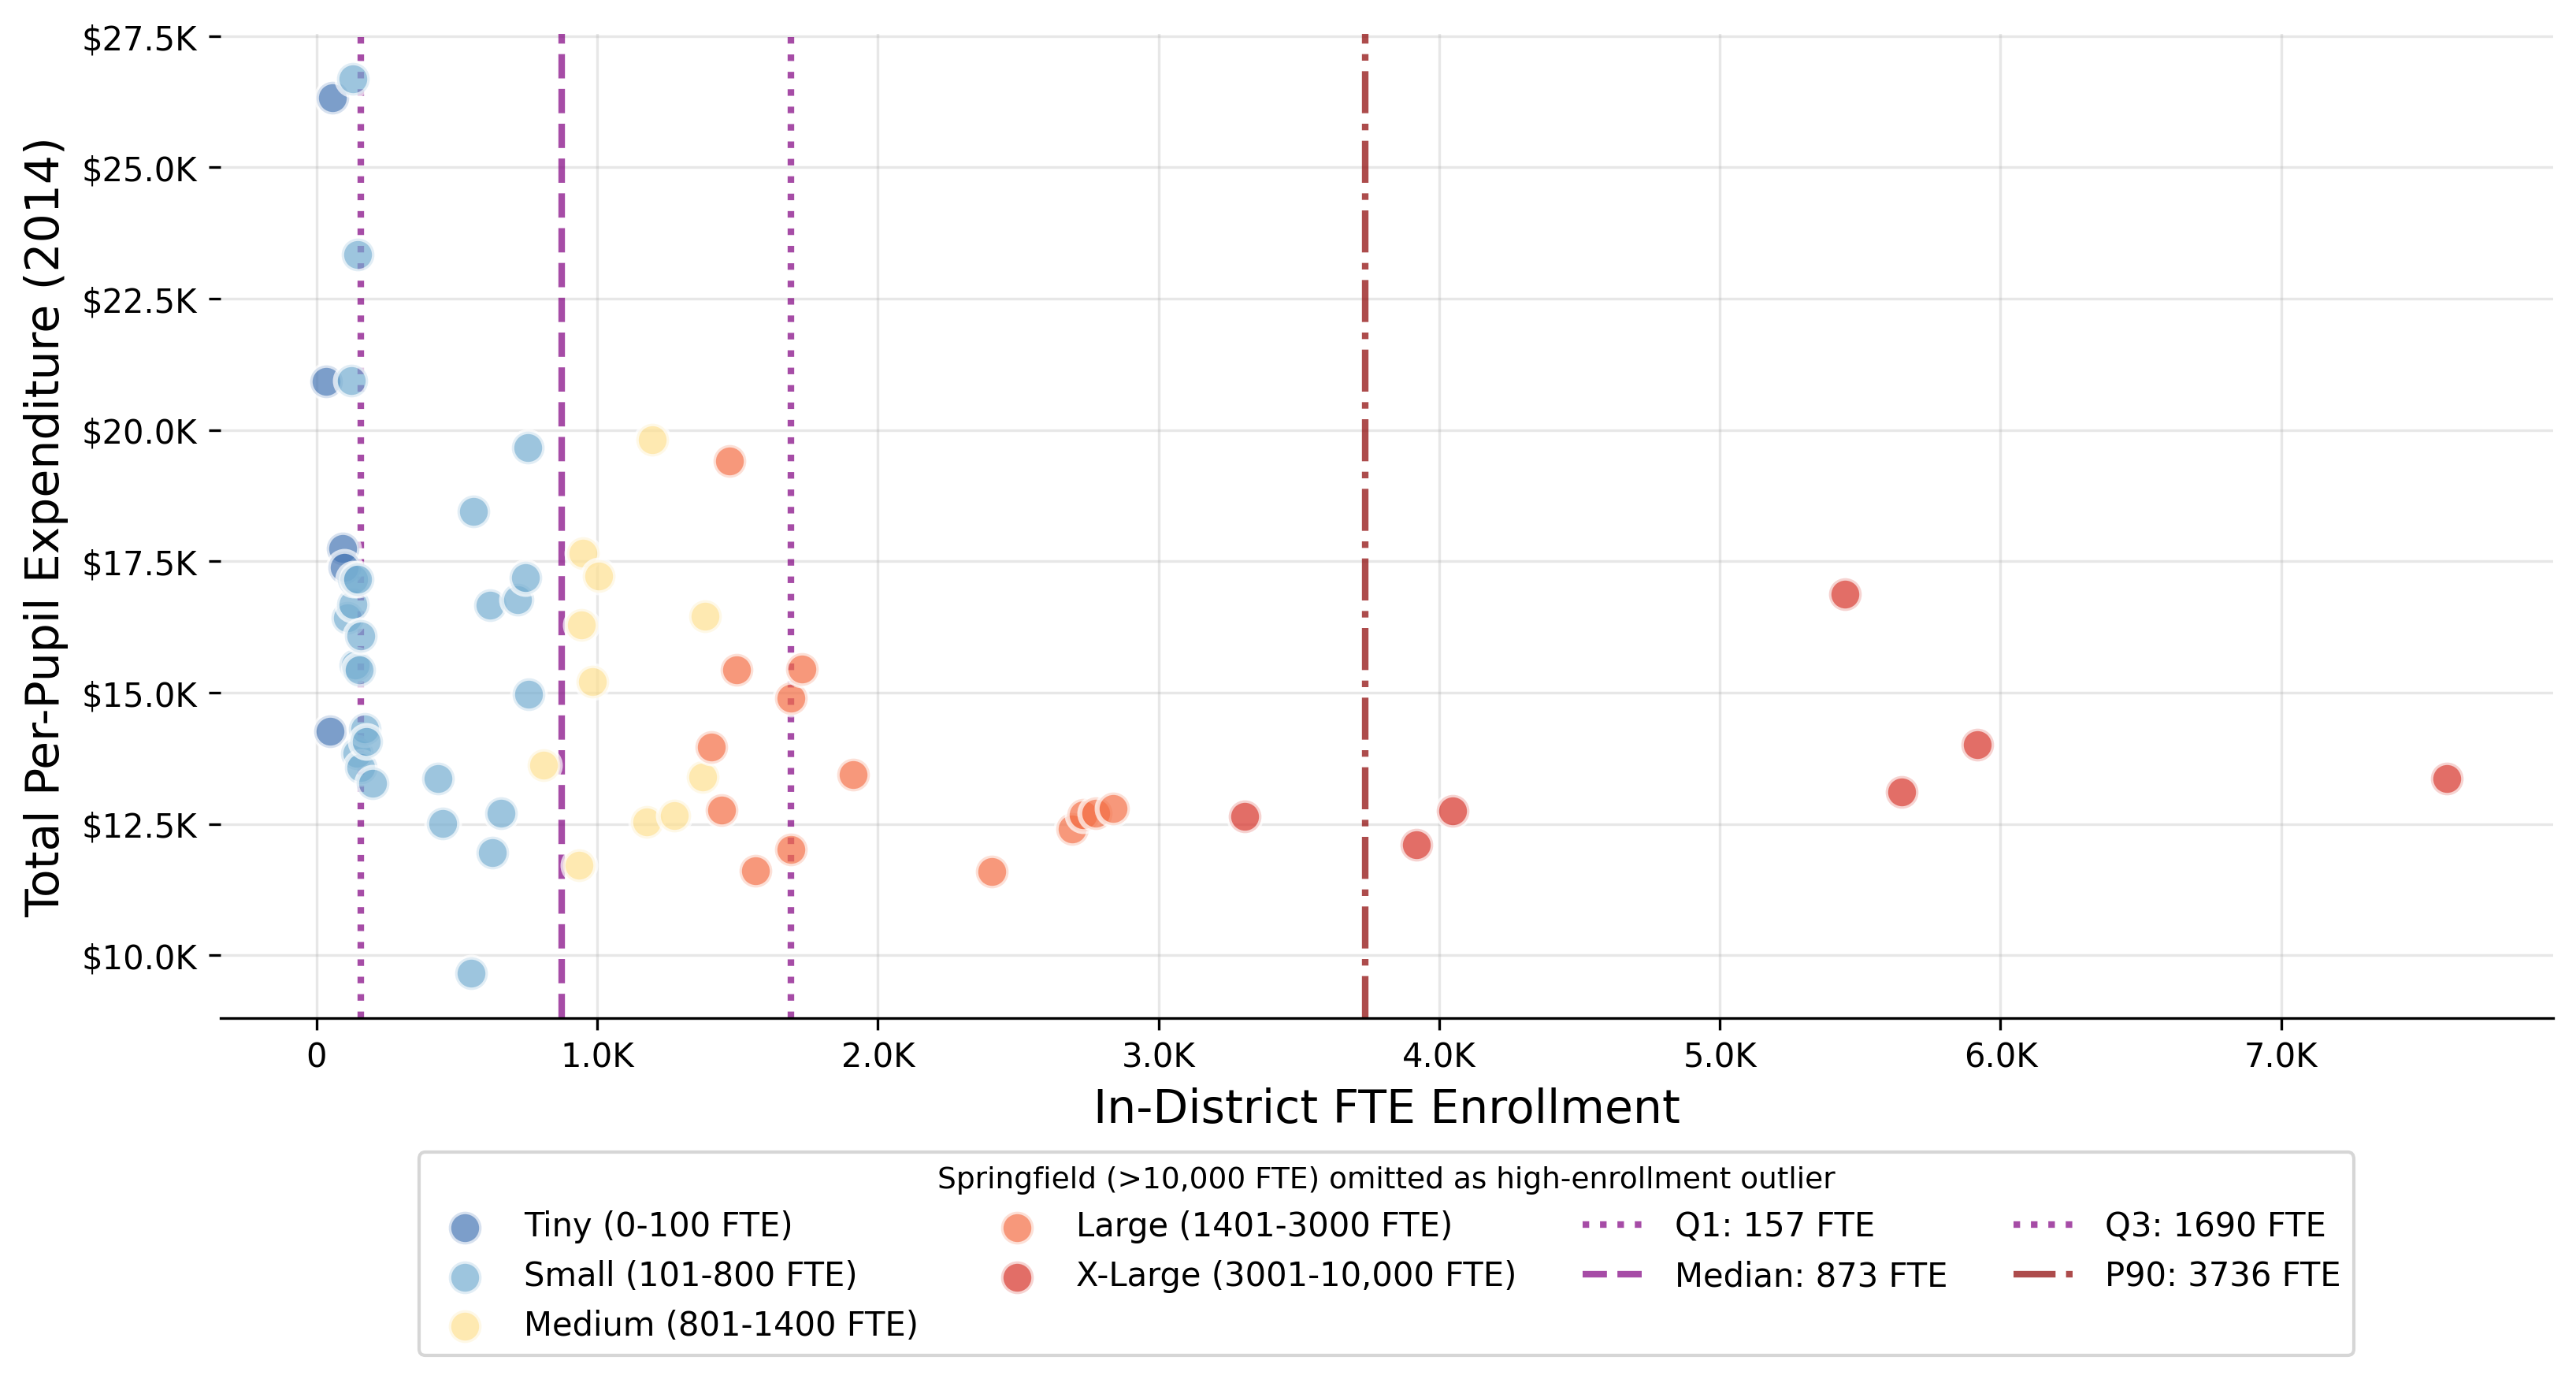 $27.5K
$25.0K
$22.5K
$20.0K
$17.5K
$15.0K
$12.5K
$10.0K
Total Per-Pupil Expenditure (2014)
0 1.0K 2.0K 3.0K 4.0K 5.0K 6.0K 7.0K
In-District FTE Enrollment
Springfield (>10,000 FTE) omitted as high-enrollment outlier
Tiny (0-100 FTE)
Small (101-800 FTE)
Medium (801-1400 FTE)
Large (1401-3000 FTE)
X-Large (3001-10,000 FTE)
Q1: 157 FTE
Median: 873 FTE
Q3: 1690 FTE
P90: 3736 FTE